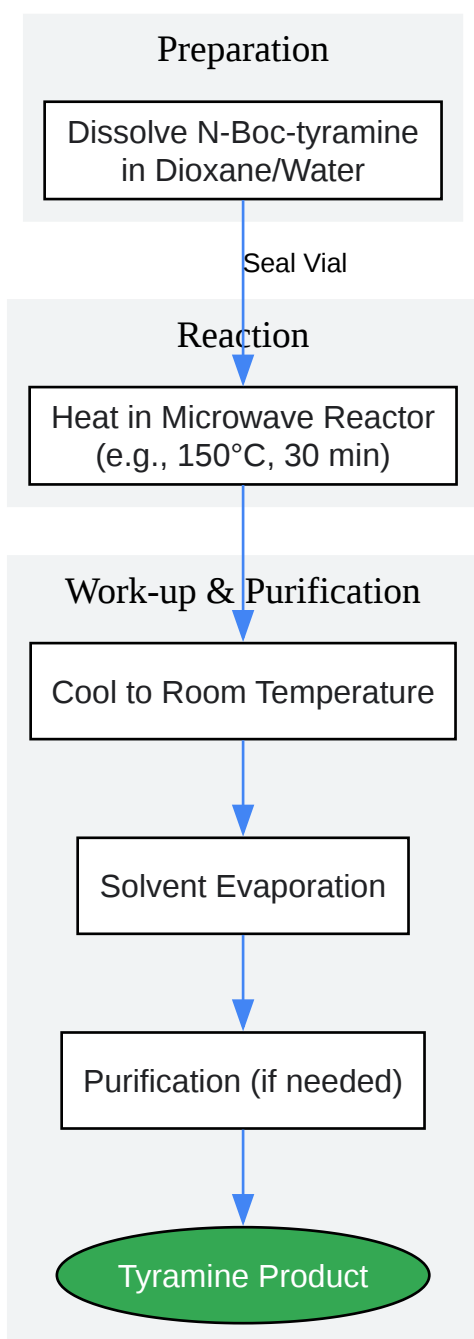 Preparation
Dissolve N-Boc-tyramine
in Dioxane/Water
Seal Vial
Reaction
Heat in Microwave Reactor
(e.g., 150°C, 30 min)
Work-up & Purification
Cool to Room Temperature
Solvent Evaporation
Purification (if needed)
Tyramine Product